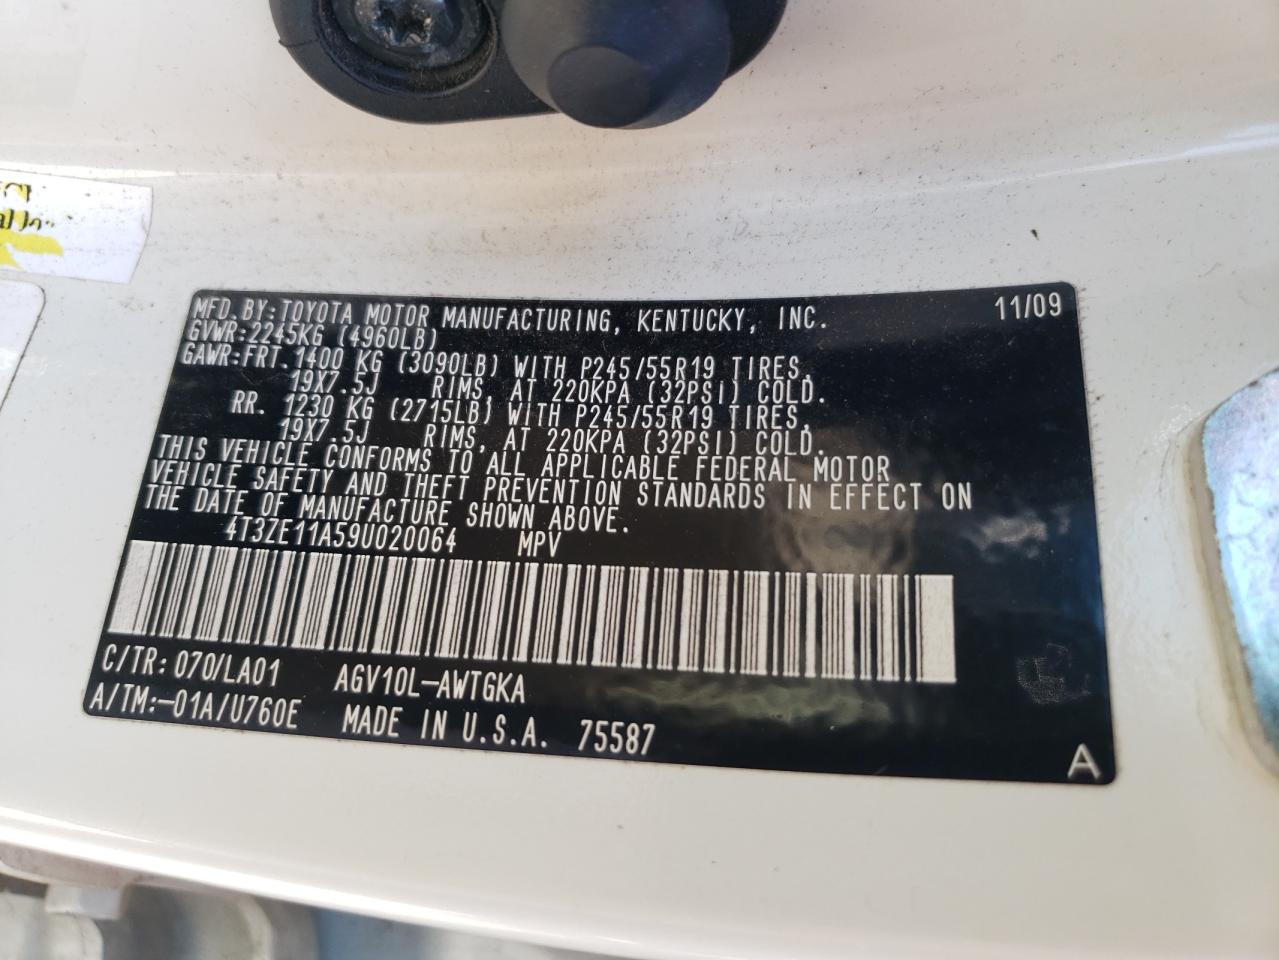 MFD. BY: TOYOTA MOTOR MANUFACTURING, KENTUCKY, INC. 11/09
GVWR: 2245KG (4960LB)
GAWR: FRT. 1400 KG (3090LB) WITH P245/55R19 TIRES,
19X7.5J RIMS, AT 220KPA (32PSI) COLD.
RR. 1230 KG (2715LB) WITH P245/55R19 TIRES,
19X7.5J RIMS, AT 220KPA (32PSI) COLD.
THIS VEHICLE CONFORMS TO ALL APPLICABLE FEDERAL MOTOR
VEHICLE SAFETY AND THEFT PREVENTION STANDARDS IN EFFECT ON
THE DATE OF MANUFACTURE SHOWN ABOVE.
4T3ZE11A59U020064 MPV
C/TR: 070/LA01 AGV10L-AWTGKA
A/TM: -01A/U760E MADE IN U.S.A. 75587
A